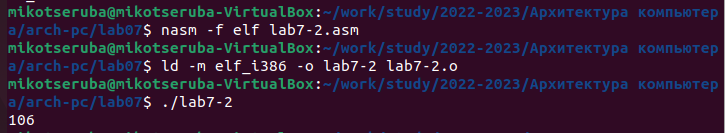 mikotseruba@mikotseruba-VirtualBox:~/work/study/2022-2023/Архитектура компьютер
а/arch-pc/lab07$ nasm -f elf lab7-2.asm
mikotseruba@mikotseruba-VirtualBox:~/work/study/2022-2023/Архитектура компьютер
а/arch-pc/lab07$ ld -m elf_i386 -o lab7-2 lab7-2.o
mikotseruba@mikotseruba-VirtualBox:~/work/study/2022-2023/Архитектура компьютер
а/arch-pc/lab07$ ./lab7-2
106